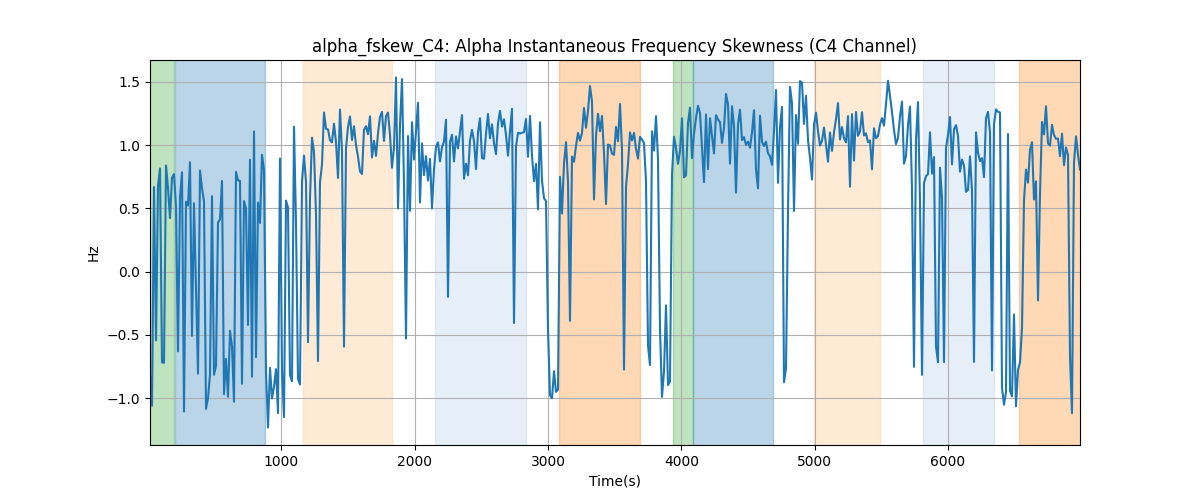 alpha_fskew_C4: Alpha Instantaneous Frequency Skewness (C4 Channel)
1.5
1.0
0.5
0.0
−0.5
−1.0
Hz
1000 2000 3000 4000 5000 6000
Time(s)